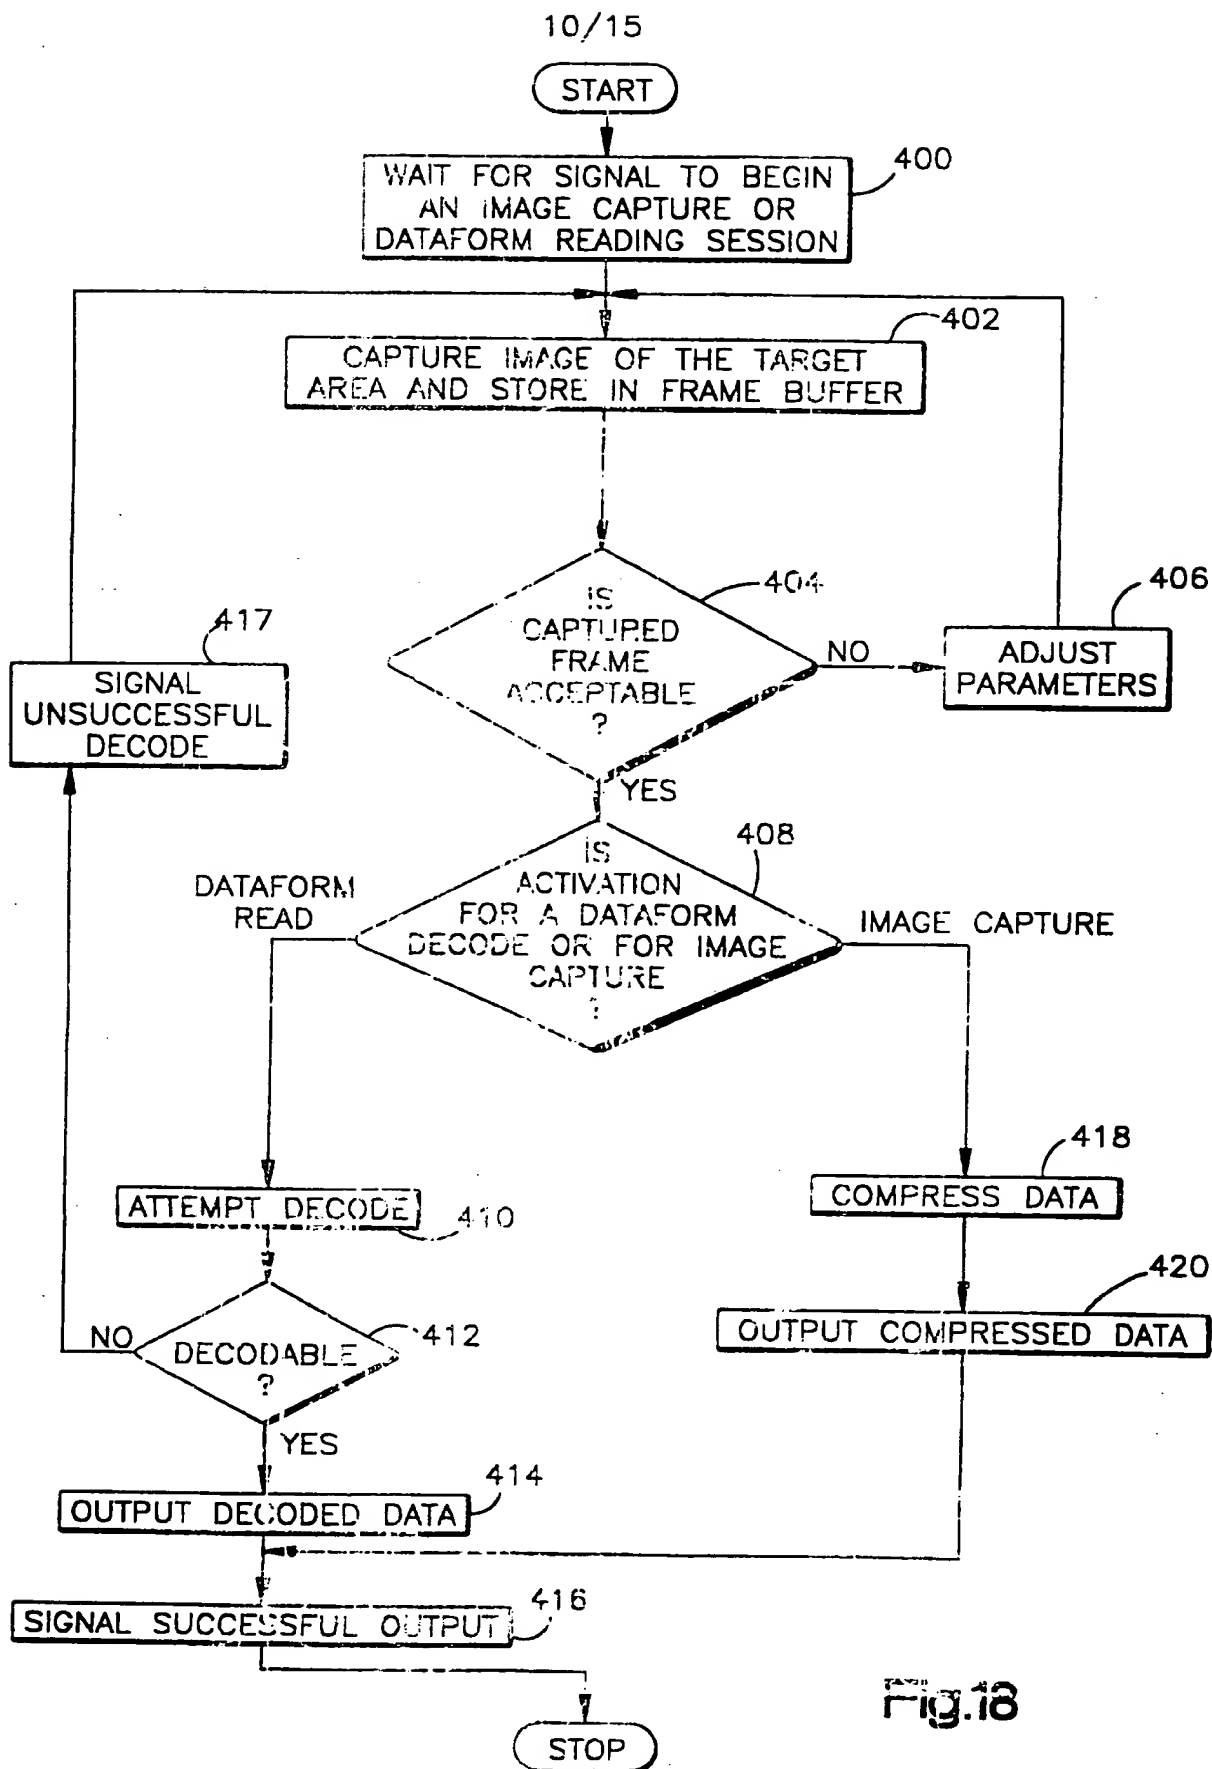 10/15
START
WAIT FOR SIGNAL TO BEGIN
AN IMAGE CAPTURE OR
DATAFORM READING SESSION
400
402
CAPTURE IMAGE OF THE TARGET
AREA AND STORE IN FRAME BUFFER
404
IS
CAPTURED
FRAME
ACCEPTABLE
?
NO
406
ADJUST
PARAMETERS
417
SIGNAL
UNSUCCESSFUL
DECODE
YES
408
IS
ACTIVATION
FOR A DATAFORM
DECODE OR FOR IMAGE
CAPTURE
?
DATAFORM
READ
IMAGE CAPTURE
ATTEMPT DECODE
410
418
COMPRESS DATA
412
DECODABLE
?
NO
420
OUTPUT COMPRESSED DATA
YES
414
OUTPUT DECODED DATA
416
SIGNAL SUCCESSFUL OUTPUT
STOP
Fig.18